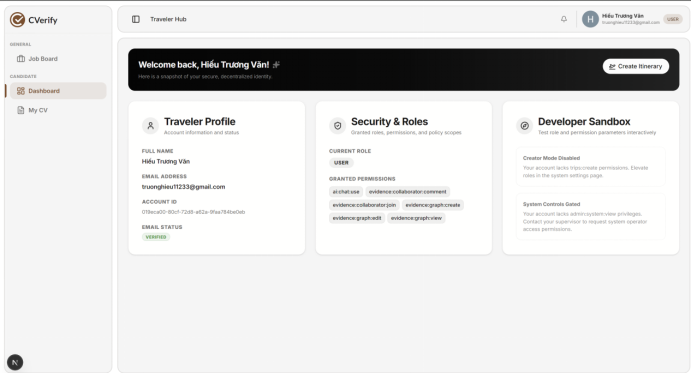 CVerify
Traveler Hub
H
Hiếu Trương Văn
truonghieu11233@gmail.com
USER
GENERAL
Job Board
CANDIDATE
Dashboard
My CV
Welcome back, Hiếu Trương Văn!
Here is a snapshot of your secure, decentralized identity.
Create Itinerary
Traveler Profile
Account information and status
FULL NAME
Hiếu Trương Văn
EMAIL ADDRESS
truonghieu11233@gmail.com
ACCOUNT ID
EMAIL STATUS
VERIFIED
Security & Roles
Granted roles, permissions, and policy scopes
CURRENT ROLE
USER
GRANTED PERMISSIONS
ai:chat:use evidence:collaborator:comment
evidence:collaborator:join evidence:graph:create
evidence:graph:edit evidence:graph:view
Developer Sandbox
Test role and permission parameters interactively
Creator Mode Disabled
Your account lacks trips:create permissions. Elevate
roles in the system settings page.
System Controls Gated
Your account lacks admin:system:view privileges.
Contact your supervisor to request system operator
access permissions.
N